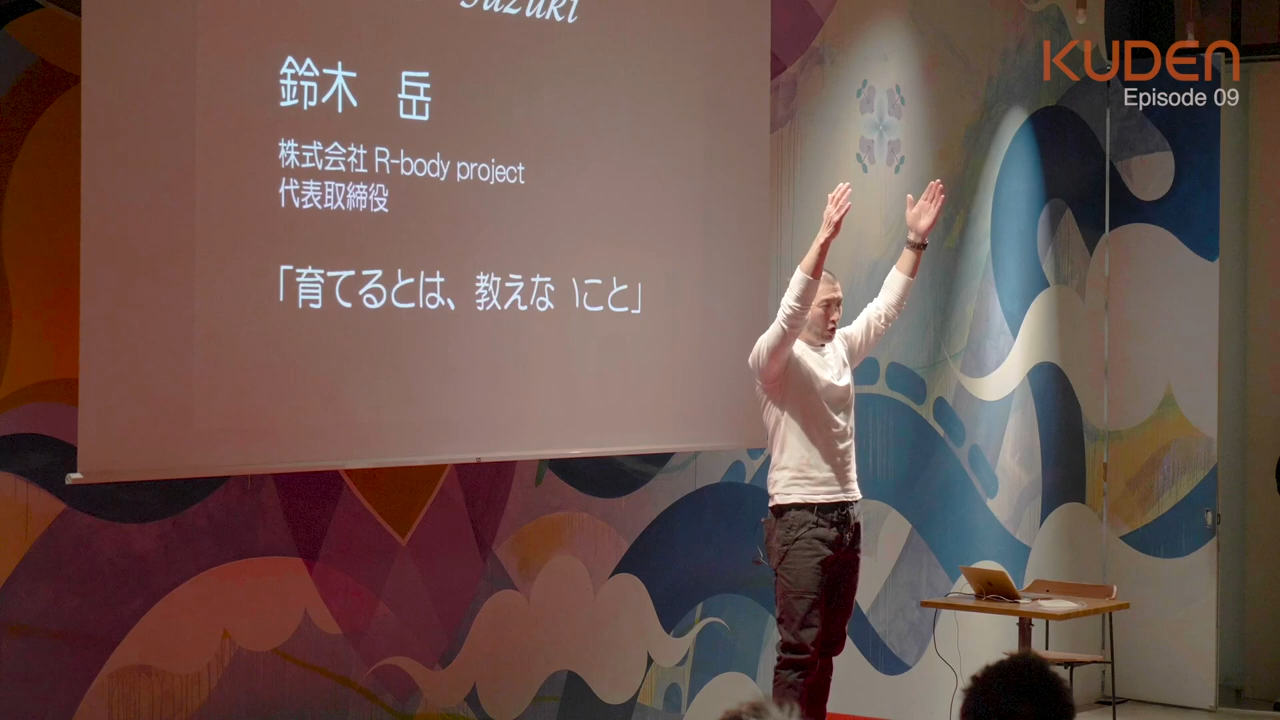 KUDEN
Episode 09
Suzuki
鈴木 岳
株式会社 R-body project
代表取締役
「育てるとは、教えないこと」